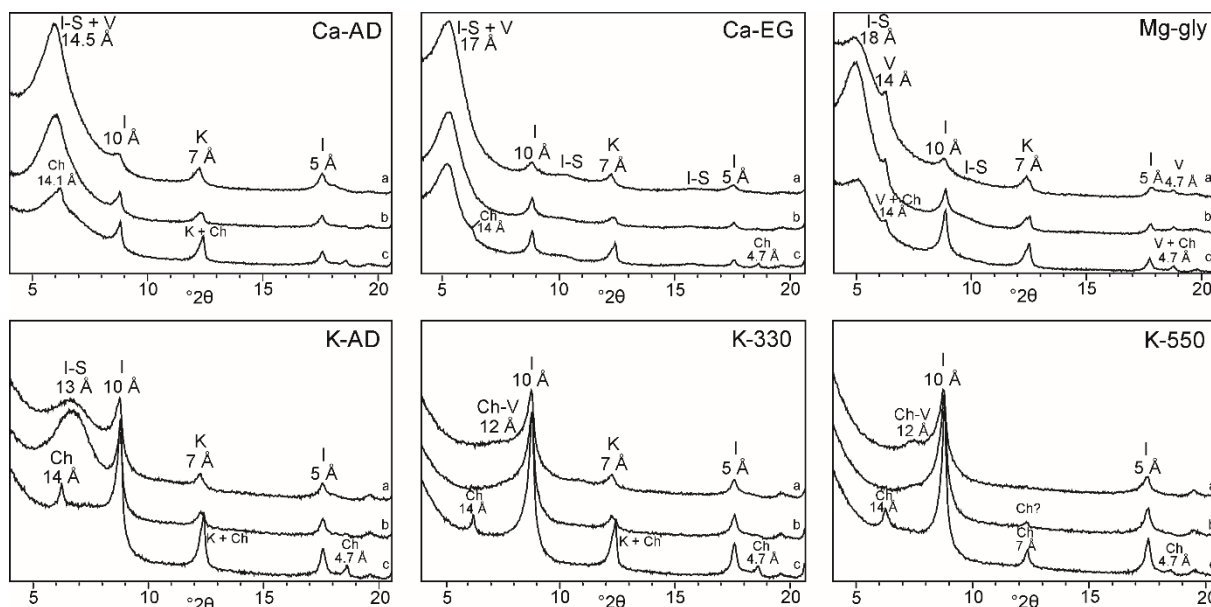 I-S + V
14.5 Å
Ca-AD
I
10 Å
K
7 Å
I
5 Å
Ch
14.1 Å
K + Ch
a
b
c
5 10 15 20
°2θ
I-S + V
17 Å
Ca-EG
I
10 Å
I-S
K
7 Å
I-S
I
5 Å
Ch
14 Å
Ch
4.7 Å
a
b
c
5 10 15 20
°2θ
I-S
18 Å
Mg-gly
V
14 Å
I
10 Å
I-S
K
7 Å
I
5 Å
V
4.7 Å
V + Ch
14 Å
V + Ch
4.7 Å
a
b
c
5 10 15 20
°2θ
K-AD
I-S
13 Å
I
10 Å
Ch
14 Å
K
7 Å
I
5 Å
K + Ch
Ch
4.7 Å
a
b
c
5 10 15 20
°2θ
K-330
I
10 Å
Ch-V
12 Å
K
7 Å
I
5 Å
Ch
14 Å
K + Ch
Ch
4.7 Å
a
b
c
5 10 15 20
°2θ
K-550
I
10 Å
Ch-V
12 Å
I
5 Å
Ch
14 Å
Ch?
Ch
7 Å
Ch
4.7 Å
a
b
c
5 10 15 20
°2θ